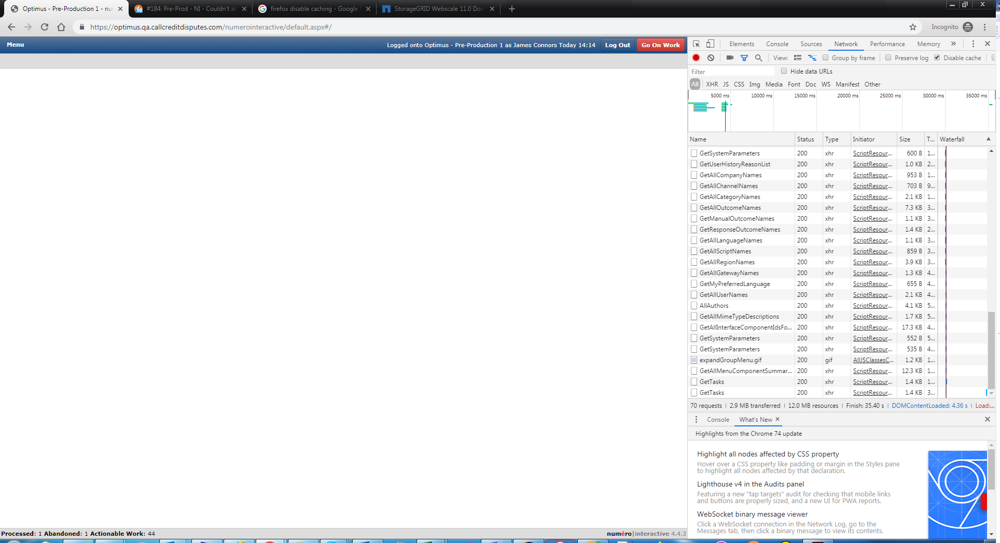 Optimus - Pre-Production 1 - nu
#184: Pre-Prod - NI - Couldn't ab
firefox disable caching - Google
StorageGRID Webscale 11.0 Doc
https://optimus.qa.callcreditdisputes.com/numerointeractive/default.aspx#/
Incognito
Menu
Logged onto Optimus - Pre-Production 1 as James Connors Today 14:14
Log Out
Go On Work
Elements Console Sources Network Performance Memory
View: Group by frame Preserve log Disable cache
Filter
Hide data URLs
All XHR JS CSS Img Media Font Doc WS Manifest Other
5000 ms 10000 ms 15000 ms 20000 ms 25000 ms 30000 ms 35000 ms
Name Status Type Initiator Size T... Waterfall
GetSystemParameters 200 xhr ScriptResour... 600 B 1...
GetUserHistoryReasonList 200 xhr ScriptResour... 1.0 KB 2...
GetAllCompanyNames 200 xhr ScriptResour... 953 B 1...
GetAllChannelNames 200 xhr ScriptResour... 703 B 9...
GetAllCategoryNames 200 xhr ScriptResour... 2.1 KB 1...
GetAllOutcomeNames 200 xhr ScriptResour... 7.3 KB 3...
GetManualOutcomeNames 200 xhr ScriptResour... 1.1 KB 3...
GetResponseOutcomeNames 200 xhr ScriptResour... 1.4 KB 2...
GetAllLanguageNames 200 xhr ScriptResour... 1.1 KB 3...
GetAllScriptNames 200 xhr ScriptResour... 859 B 3...
GetAllRegionNames 200 xhr ScriptResour... 3.9 KB 3...
GetAllGatewayNames 200 xhr ScriptResour... 1.3 KB 4...
GetMyPreferredLanguage 200 xhr ScriptResour... 655 B 4...
GetAllUserNames 200 xhr ScriptResour... 2.1 KB 4...
AllAuthors 200 xhr ScriptResour... 4.1 KB 5...
GetAllMimeTypeDescriptions 200 xhr ScriptResour... 1.7 KB 5...
GetAllInterfaceComponentIdsFo... 200 xhr ScriptResour... 17.3 KB 4...
GetSystemParameters 200 xhr ScriptResour... 552 B 5...
GetSystemParameters 200 xhr ScriptResour... 535 B 4...
expandGroupMenu.gif 200 gif AllJSClassesC... 1.2 KB 1...
GetAllMenuComponentSummar... 200 xhr ScriptResour... 12.3 KB 1...
GetTasks 200 xhr ScriptResour... 1.4 KB 1...
GetTasks 200 xhr ScriptResour... 1.4 KB 3...
70 requests | 2.9 MB transferred | 12.0 MB resources | Finish: 35.40 s | DOMContentLoaded: 4.36 s | Load:...
Console What's New
Highlights from the Chrome 74 update
Highlight all nodes affected by CSS property
Hover over a CSS property like padding or margin in the Styles pane
to highlight all nodes affected by that declaration.
Lighthouse v4 in the Audits panel
Featuring a new "tap targets" audit for checking that mobile links
and buttons are properly sized, and a new UI for PWA reports.
WebSocket binary message viewer
Click a WebSocket connection in the Network Log, go to the
Messages tab, then click a binary message to view its contents.
Processed: 1 Abandoned: 1 Actionable Work: 44
numéro|interactive 4.4.3